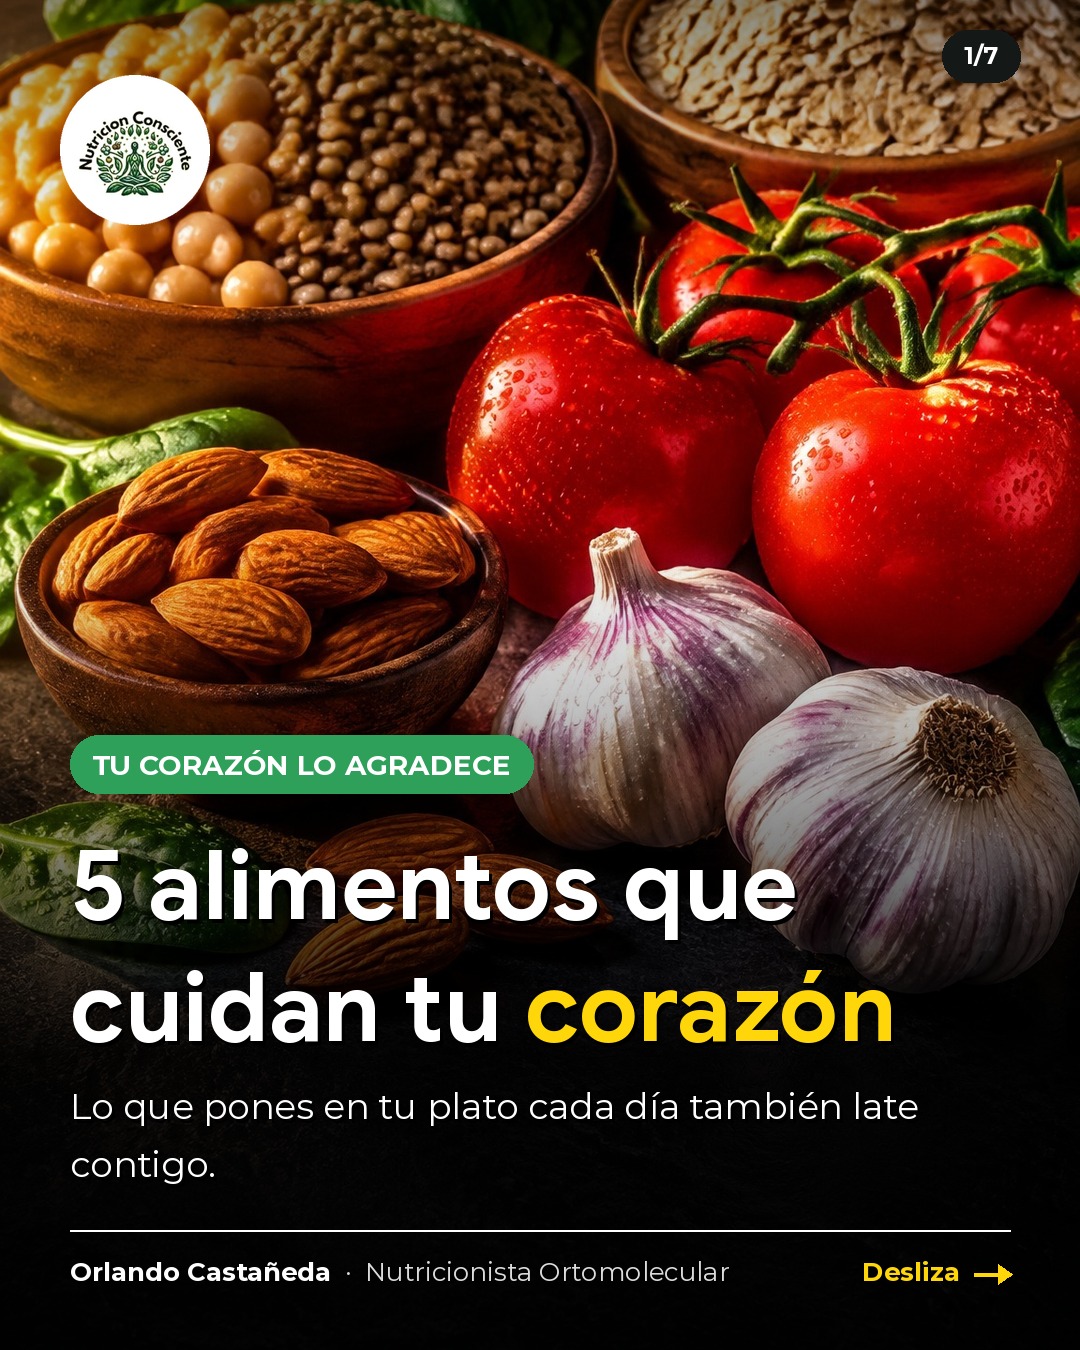 1/7
Nutricion Consciente
TU CORAZÓN LO AGRADECE
5 alimentos que
cuidan tu corazón
Lo que pones en tu plato cada día también late
contigo.
Orlando Castañeda · Nutricionista Ortomolecular
Desliza →